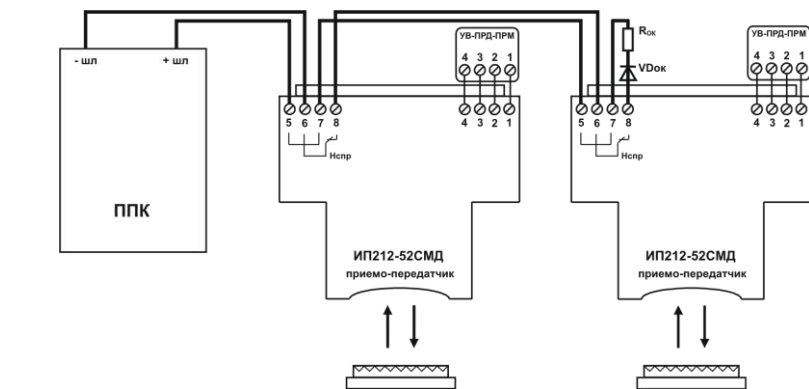 УВ-ПРД-ПРМ
4 3 2 1
Rок
УВ-ПРД-ПРМ
4 3 2 1
VDок
- шл
+ шл
5 6 7 8
4 3 2 1
5 6 7 8
4 3 2 1
Нспр
Нспр
ППК
ИП212-52СМД
приемо-передатчик
ИП212-52СМД
приемо-передатчик